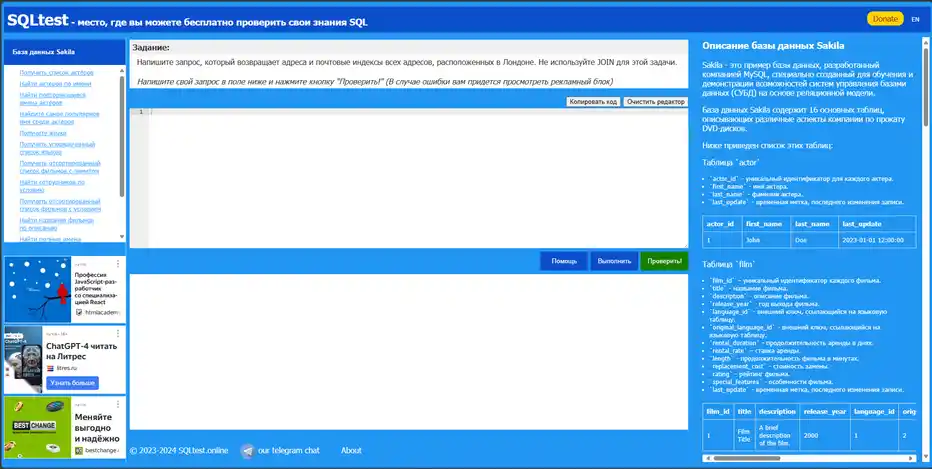 SQLtest - место, где вы можете бесплатно проверить свои знания SQL
Donate
EN
База данных Sakila
Получить список актёров
Найти актрису по имени
Найти повторяющиеся
имена актеров
Найдите самое популярное
имя среди актеров
Получите языки
Получить упорядоченный
список языков
Получить отсортированный
список фильмов с лимитом
Найти сотрудников по
условию
Получить отсортированный
список фильмов с условием
Найти название фильма
по описанию
Профессия
JavaScript-раз-
работчик
со специализа-
цией React
htmlacadem
ChatGPT-4 читать
на Литрес
litres.ru
Узнать больше
BESTCHANGE
Меняйте
выгодно
и надёжно
bestchange
Задание:
Напишите запрос, который возвращает адреса и почтовые индексы всех адресов, расположенных в Лондоне. Не используйте JOIN для этой задачи.
Напишите свой запрос в поле ниже и нажмите кнопку "Проверить!" (В случае ошибки вам придется просмотреть рекламный блок)
Копировать код
Очистить редактор
1
Помощь
Выполнить
Проверить!
© 2023-2024 SQLtest.online
our telegram chat
About
Описание базы данных Sakila
Sakila - это пример базы данных, разработанный
компанией MySQL, специально созданный для обучения и
демонстрации возможностей систем управления базами
данных (СУБД) на основе реляционной модели.
База данных Sakila содержит 16 основных таблиц,
описывающих различные аспекты компании по прокату
DVD-дисков.
Ниже приведен список этих таблиц:
Таблица `actor`
• `actor_id` - уникальный идентификатор для каждого актера.
• `first_name` - имя актера.
• `last_name` - фамилия актера.
• `last_update` - временная метка, последнего изменения записи.
actor_id first_name last_name last_update
1 John Doe 2023-01-01 12:00:00
Таблица `film`
• `film_id` - уникальный идентификатор каждого фильма.
• `title` - название фильма.
• `description` - описание фильма.
• `release_year` - год выхода фильма.
• `language_id` - внешний ключ, ссылающийся на языковую
таблицу.
• `original_language_id` - внешний ключ, ссылающийся на
языковую таблицу.
• `rental_duration` - продолжительность аренды в днях.
• `rental_rate` - ставка аренды.
• `length` - продолжительность фильма в минутах.
• `replacement_cost` - стоимость замены.
• `rating` - рейтинг фильма.
• `special_features` - особенности фильма.
• `last_update` - временная метка, последнего изменения записи.
film_id title description release_year language_id orig
1 Film Title A brief description of the film. 2000 1 2